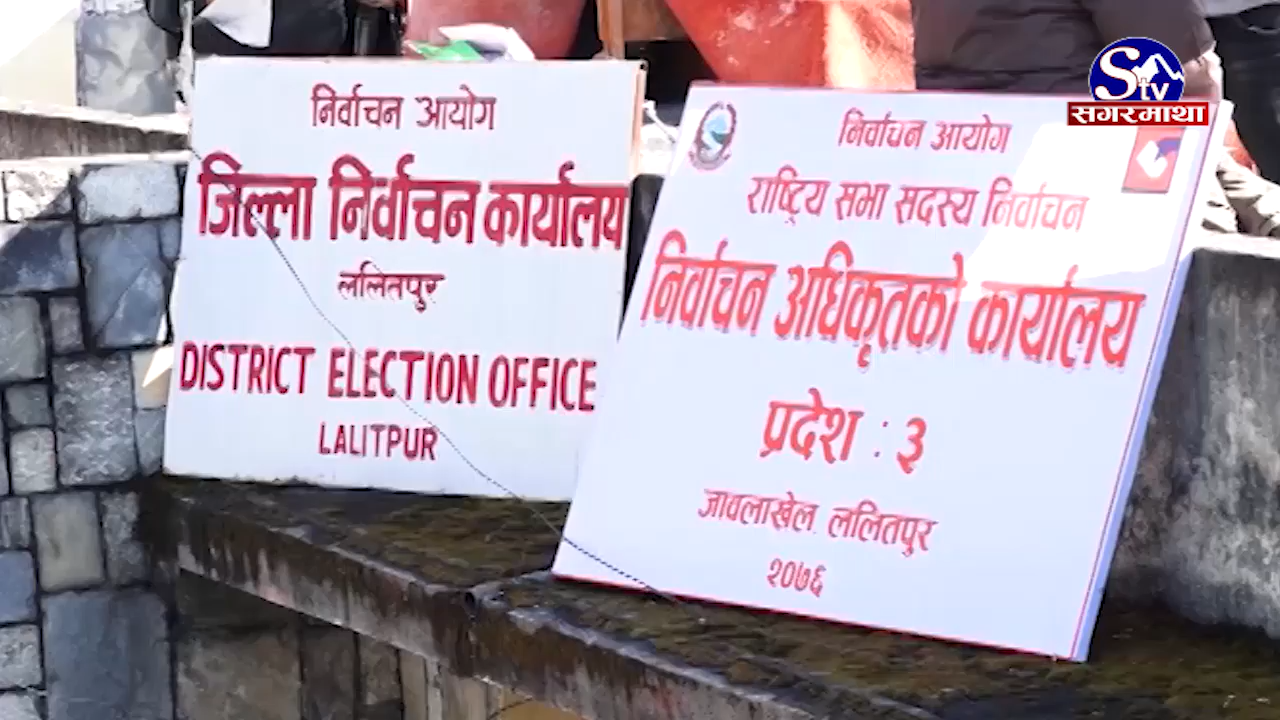 निर्वाचन आयोग
जिल्ला निर्वाचन कार्यालय
ललितपुर
DISTRICT ELECTION OFFICE
LALITPUR
निर्वाचन आयोग
राष्ट्रिय सभा सदस्य निर्वाचन
निर्वाचन अधिकृतको कार्यालय
प्रदेश : ३
जावलाखेल, ललितपुर
२०७६
Stv
सगरमाथा